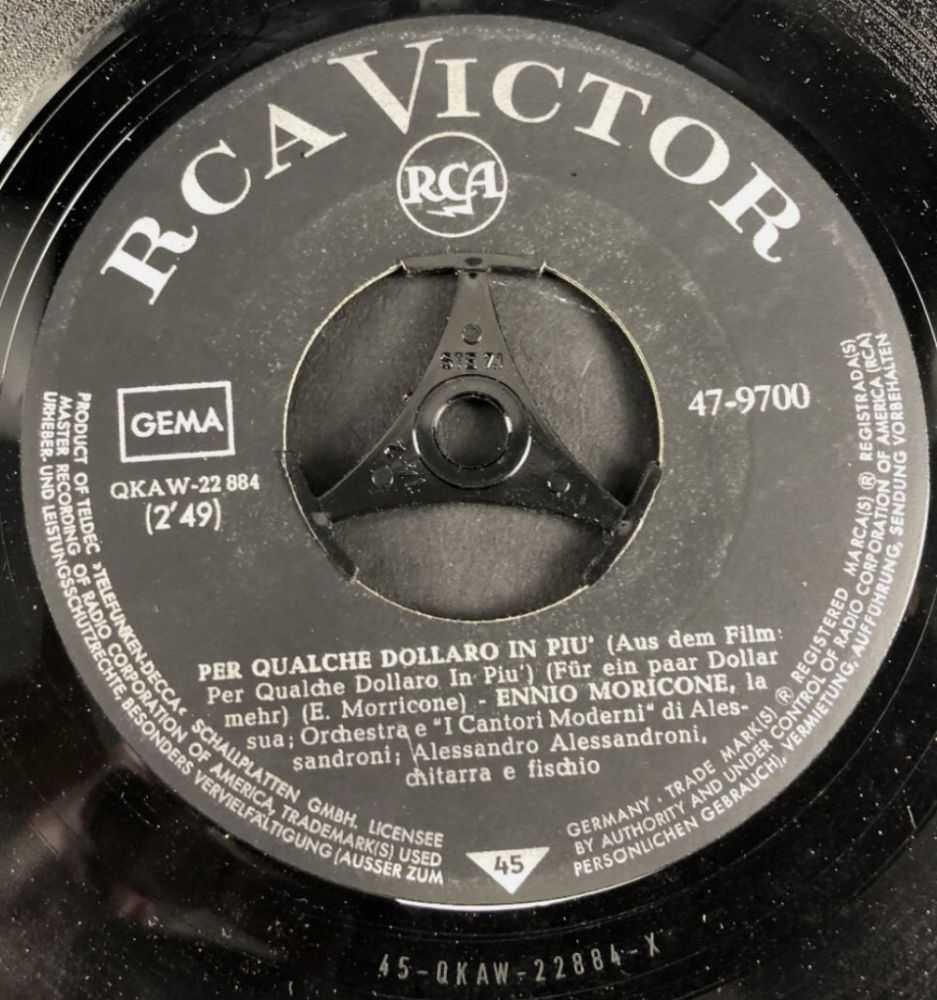 RCA VICTOR
RCA
GEMA
47-9700
QKAW-22 884
(2'49)
PER QUALCHE DOLLARO IN PIU' (Aus dem Film:
Per Qualche Dollaro In Piu') (Für ein paar Dollar
mehr) (E. Morricone) - ENNIO MORICONE, la
sua; Orchestra e "I Cantori Moderni" di Ales-
sandroni; Alessandro Alessandroni,
chitarra e fischio
PRODUCT OF TELDEC »TELEFUNKEN-DECCA« SCHALLPLATTEN GMBH, LICENSEE
MASTER RECORDING OF RADIO CORPORATION OF AMERICA, TRADEMARK(S) USED
URHEBER- UND LEISTUNGSSCHUTZRECHTE, BESONDERS VERVIELFÄLTIGUNG (AUSSER ZUM
45
GERMANY . TRADE MARK(S) ® REGISTERED MARCA(S) ® REGISTRADA(S)
BY AUTHORITY AND UNDER CONTROL OF RADIO CORPORATION OF AMERICA (RCA)
PERSÖNLICHEN GEBRAUCH), VERMIETUNG, AUFFÜHRUNG, SENDUNG VORBEHALTEN
45-QKAW-22884-X